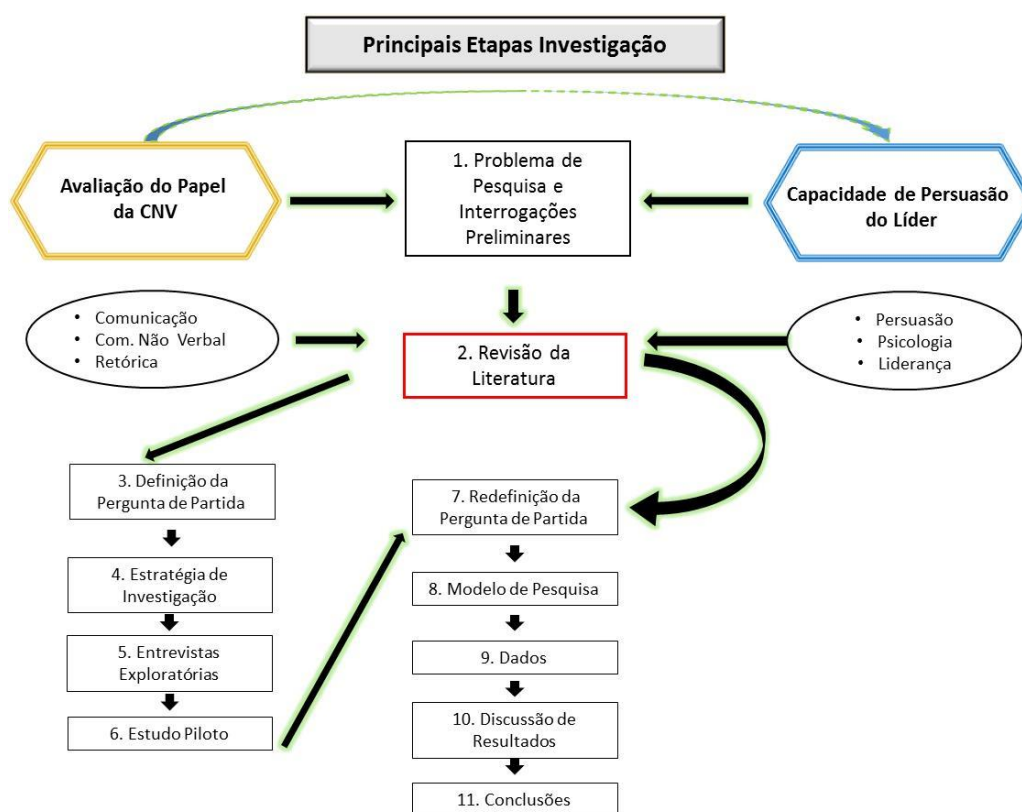 Principais Etapas Investigação
Avaliação do Papel
da CNV
1. Problema de
Pesquisa e
Interrogações
Preliminares
Capacidade de Persuasão
do Líder
• Comunicação
• Com. Não Verbal
• Retórica
2. Revisão da
Literatura
• Persuasão
• Psicologia
• Liderança
3. Definição da
Pergunta de Partida
4. Estratégia de
Investigação
5. Entrevistas
Exploratórias
6. Estudo Piloto
7. Redefinição da
Pergunta de Partida
8. Modelo de Pesquisa
9. Dados
10. Discussão de
Resultados
11. Conclusões